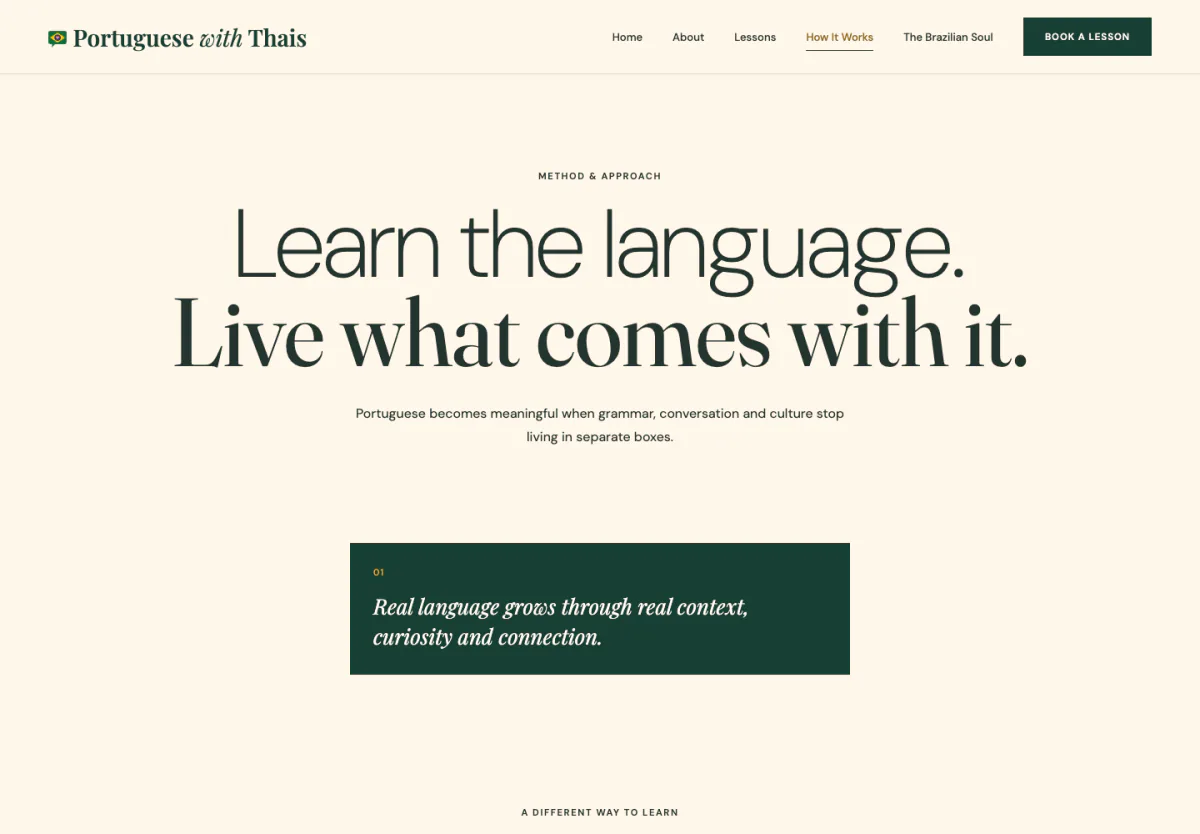 Portuguese with Thais
Home
About
Lessons
How It Works
The Brazilian Soul
BOOK A LESSON
METHOD & APPROACH
Learn the language.
Live what comes with it.
Portuguese becomes meaningful when grammar, conversation and culture stop
living in separate boxes.
01
Real language grows through real context,
curiosity and connection.
A DIFFERENT WAY TO LEARN